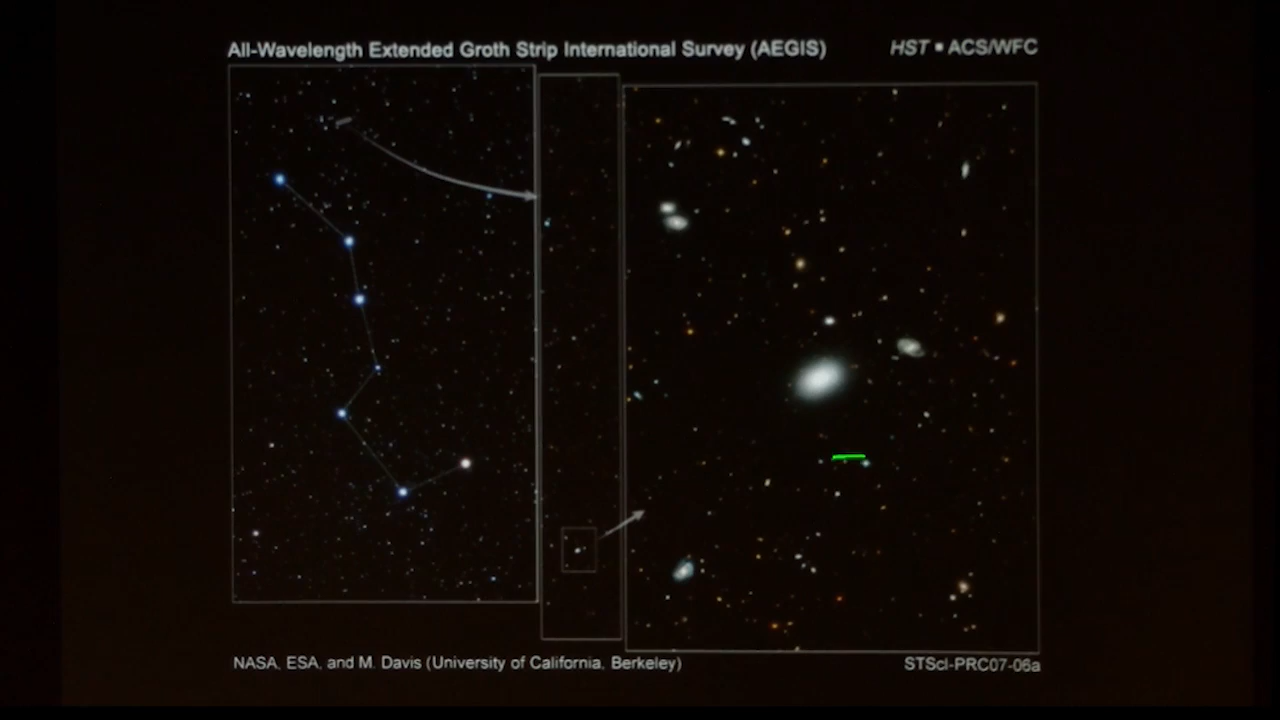 All-Wavelength Extended Groth Strip International Survey (AEGIS)
HST ▪ ACS/WFC
NASA, ESA, and M. Davis (University of California, Berkeley)
STScI-PRC07-06a